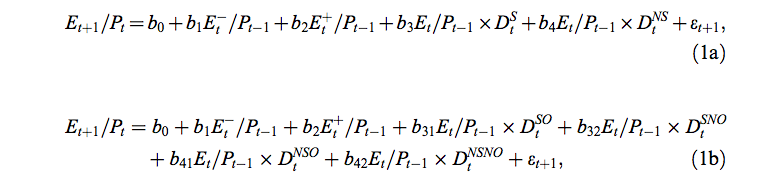 E_{t+1}/P_t = b_0 + b_1E_t^-/P_{t-1} + b_2E_t^+/P_{t-1} + b_3E_t/P_{t-1} × D_t^S + b_4E_t/P_{t-1} × D_t^{NS} + ε_{t+1},
(1a)
E_{t+1}/P_t = b_0 + b_1E_t^-/P_{t-1} + b_2E_t^+/P_{t-1} + b_{31}E_t/P_{t-1} × D_t^{SO} + b_{32}E_t/P_{t-1} × D_t^{SNO}
+ b_{41}E_t/P_{t-1} × D_t^{NSO} + b_{42}E_t/P_{t-1} × D_t^{NSNO} + ε_{t+1}, (1b)